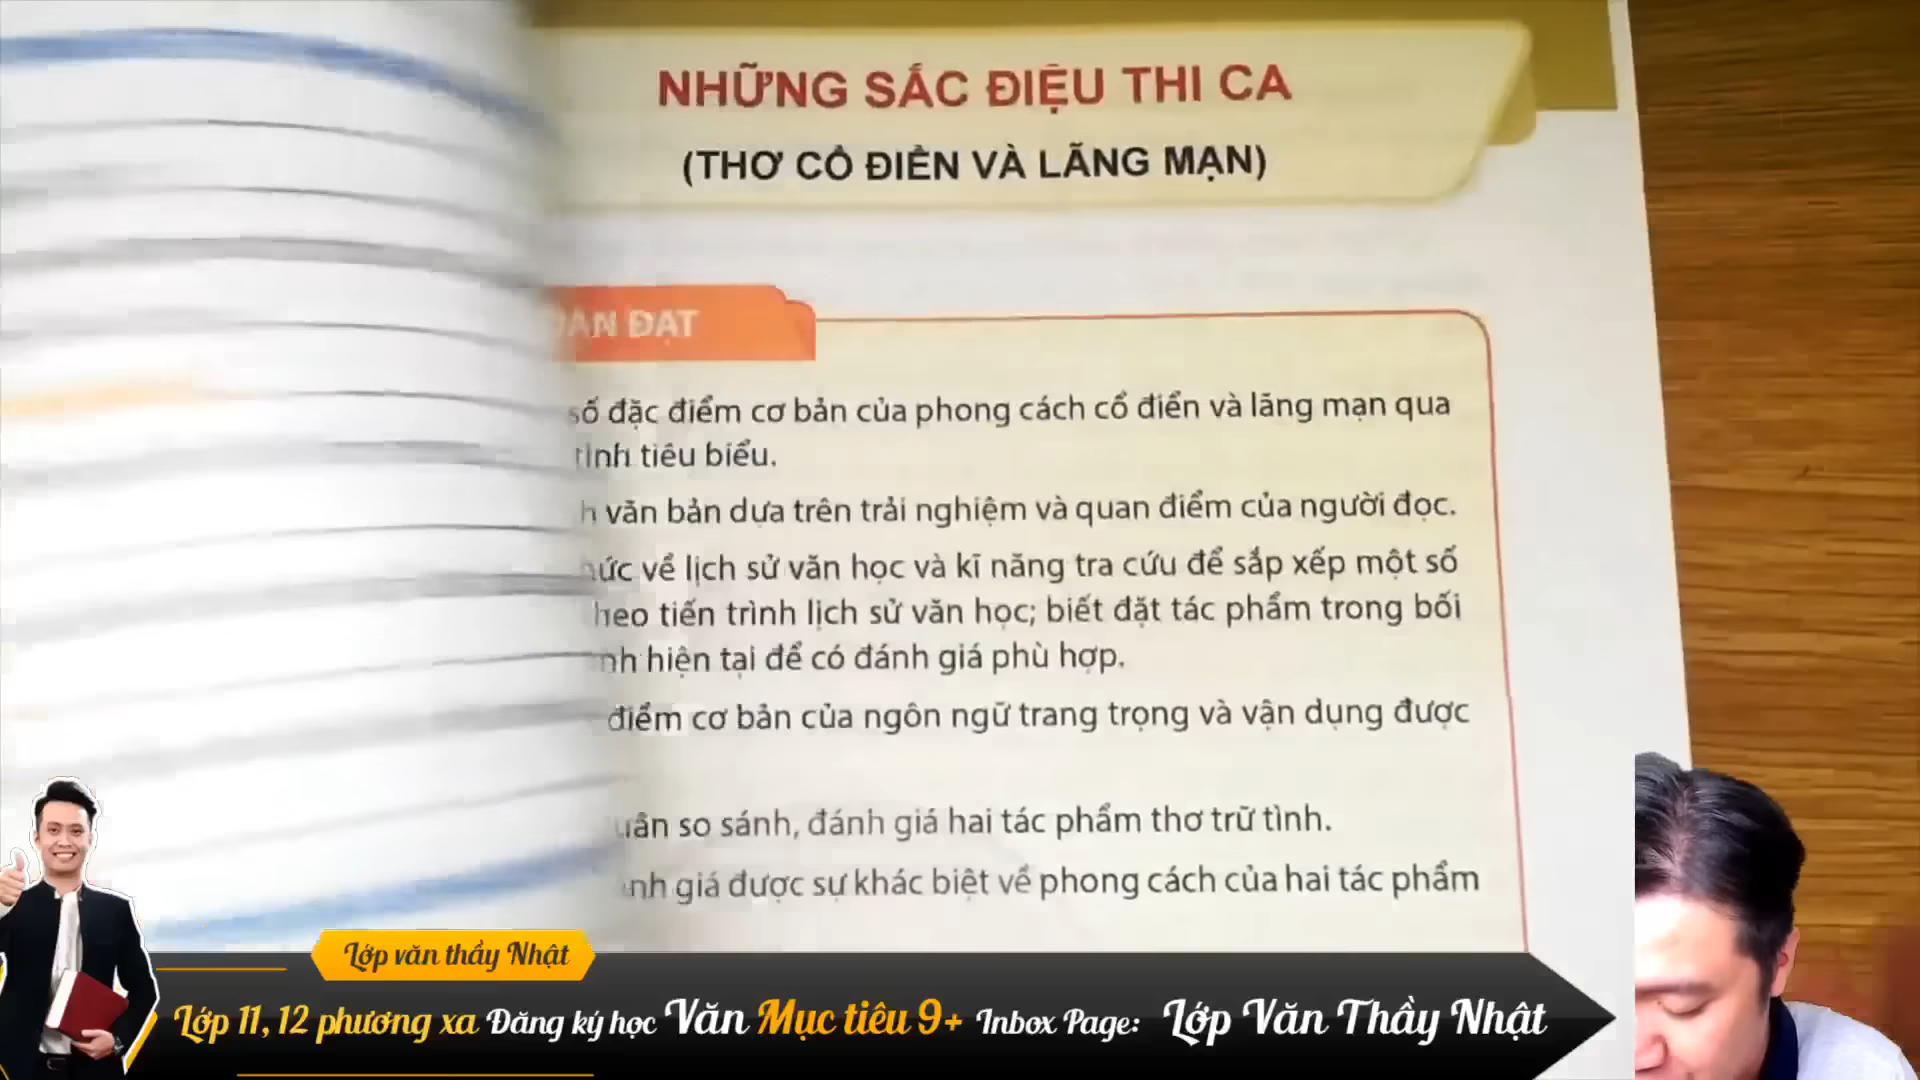 NHỮNG SẮC ĐIỆU THI CA
(THƠ CỔ ĐIỂN VÀ LÃNG MẠN)
ĐẠT
số đặc điểm cơ bản của phong cách cổ điển và lãng mạn qua
tình tiêu biểu.
văn bản dựa trên trải nghiệm và quan điểm của người đọc.
về lịch sử văn học và kĩ năng tra cứu để sắp xếp một số
theo tiến trình lịch sử văn học; biết đặt tác phẩm trong bối
hiện tại để có đánh giá phù hợp.
điểm cơ bản của ngôn ngữ trang trọng và vận dụng được
so sánh, đánh giá hai tác phẩm thơ trữ tình.
giá được sự khác biệt về phong cách của hai tác phẩm
Lớp văn thầy Nhật
Lớp 11, 12 phương xa Đăng ký học Văn Mục tiêu 9+ Inbox Page: Lớp Văn Thầy Nhật